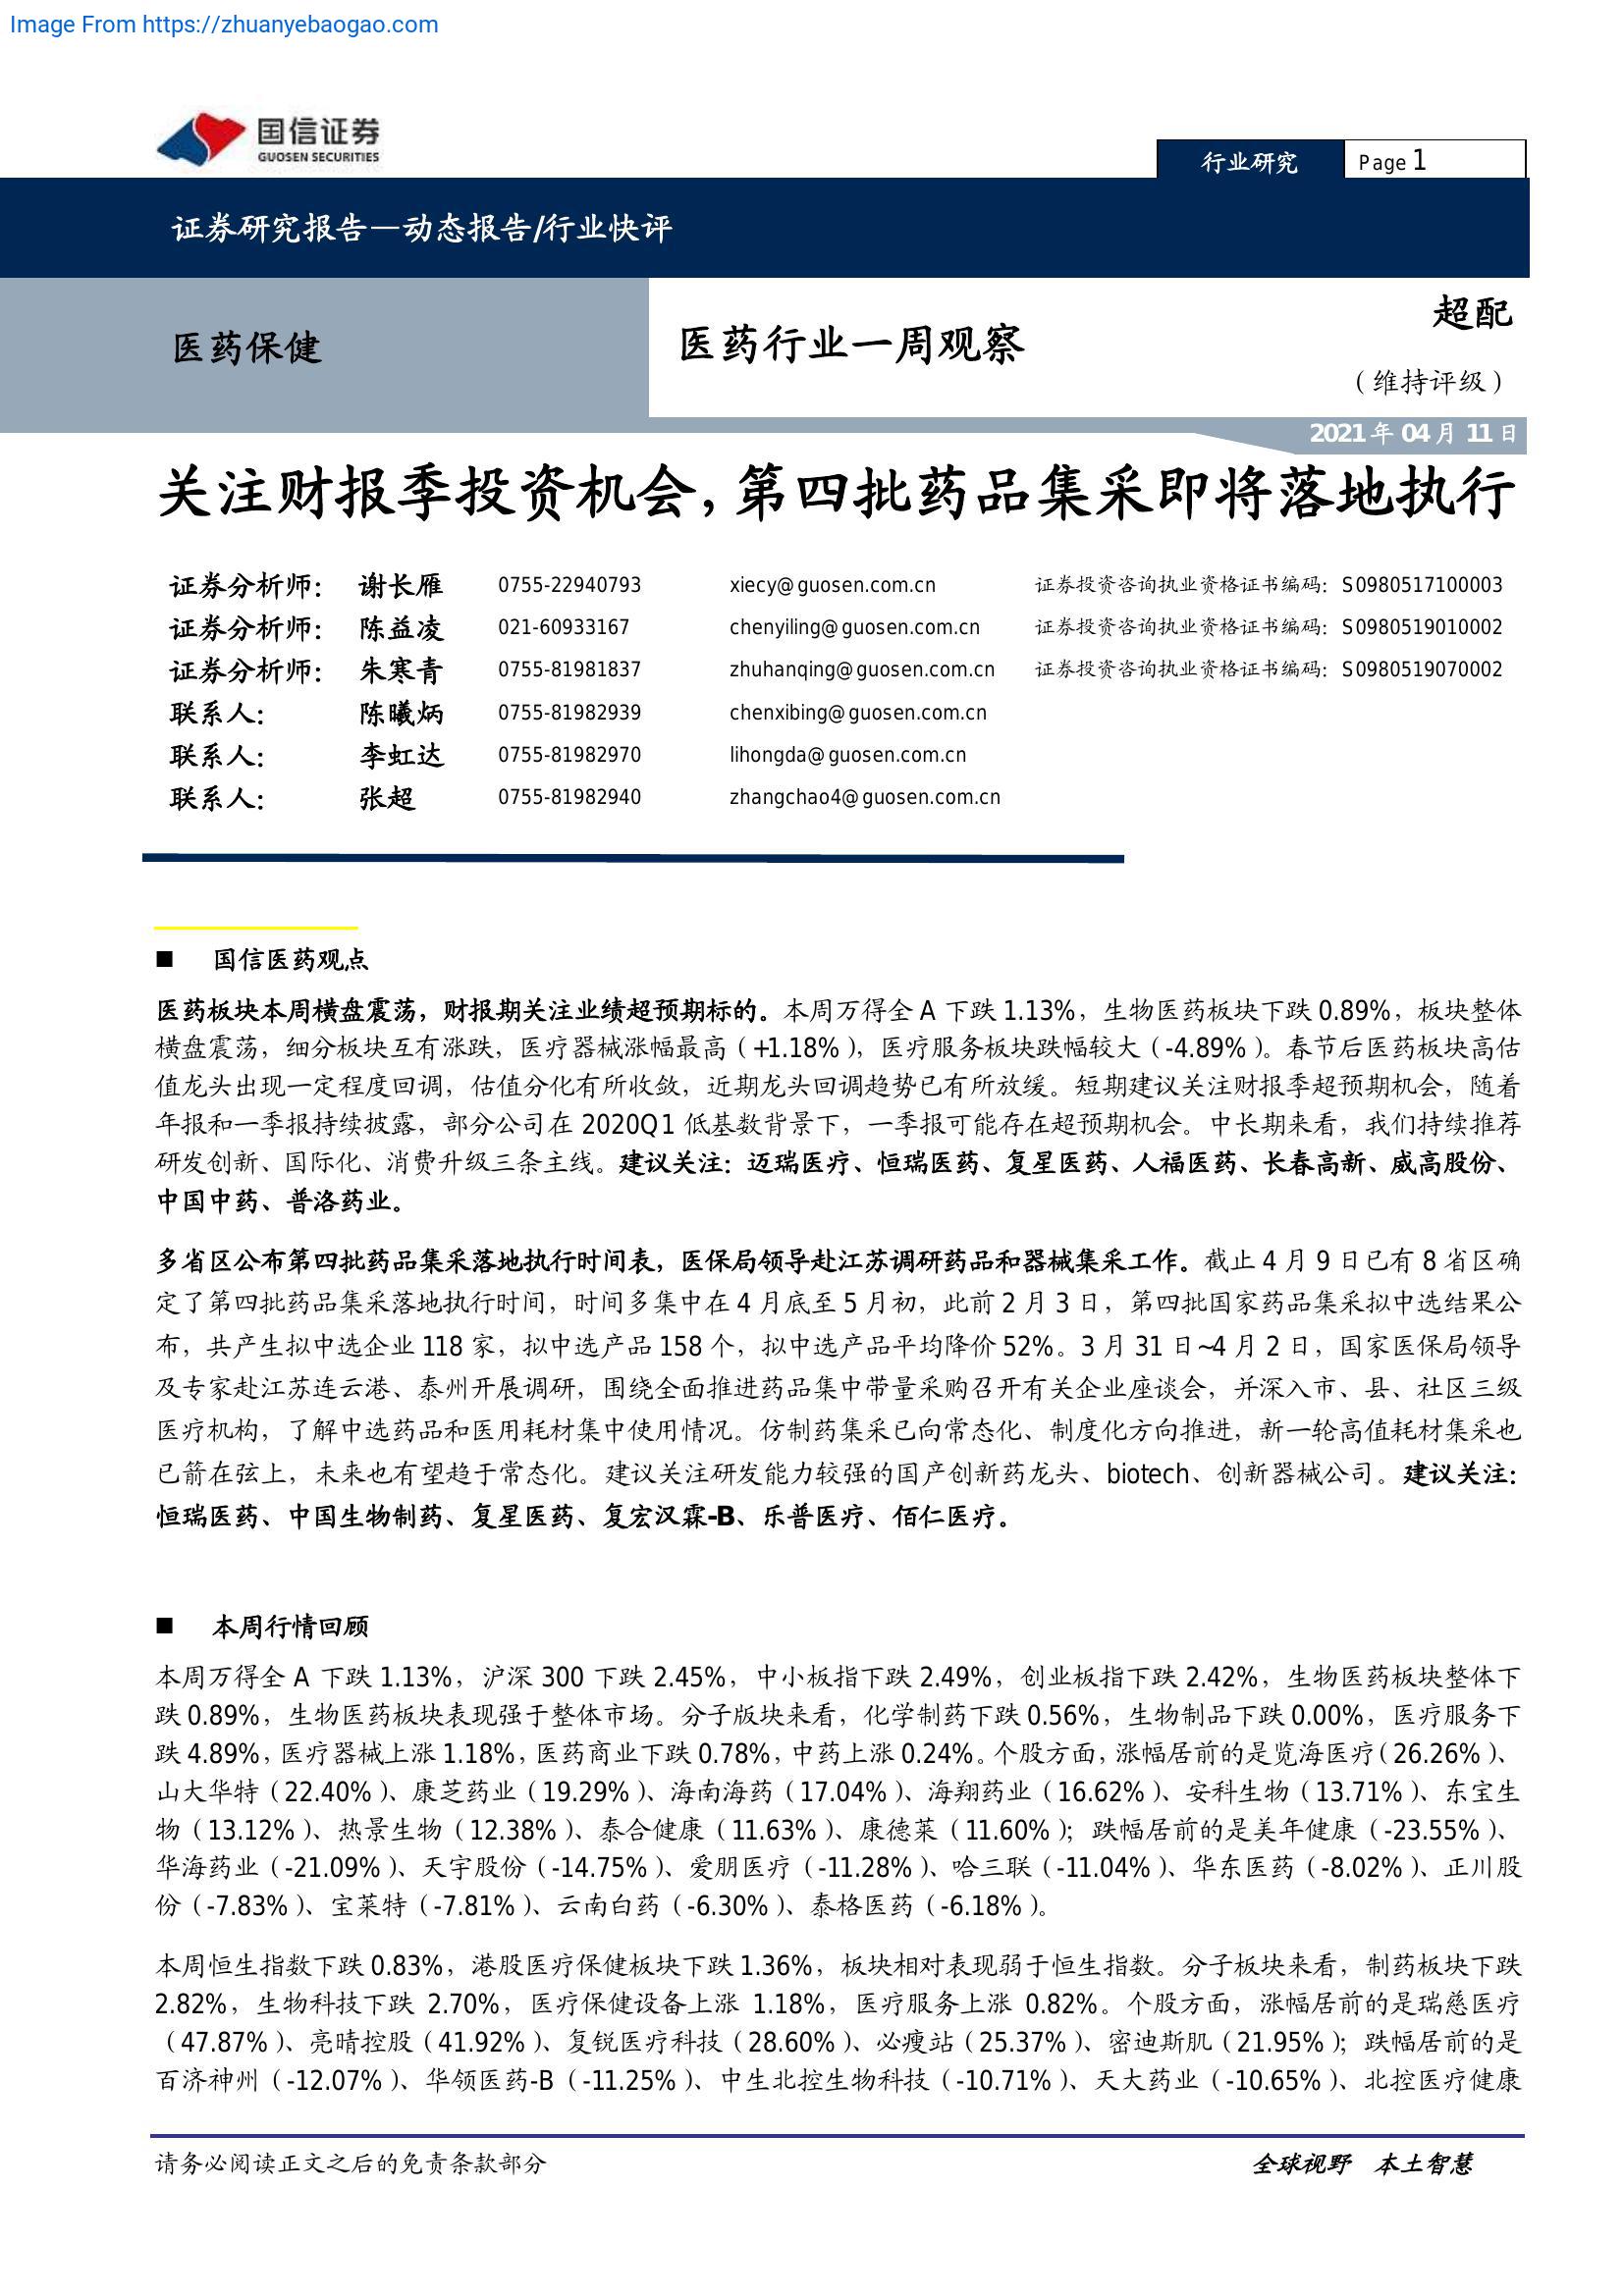 Image From https://zhuanyebaogao.com
国信证券
GUOSEN SECURITIES
行业研究
Page 1
证券研究报告—动态报告/行业快评
医药保健
医药行业一周观察
超配
（维持评级）
2021 年 04 月 11 日
关注财报季投资机会，第四批药品集采即将落地执行
证券分析师： 谢长雁 0755-22940793 xiecy@guosen.com.cn 证券投资咨询执业资格证书编码：S0980517100003
证券分析师： 陈益凌 021-60933167 chenyiling@guosen.com.cn 证券投资咨询执业资格证书编码：S0980519010002
证券分析师： 朱寒青 0755-81981837 zhuhanqing@guosen.com.cn 证券投资咨询执业资格证书编码：S0980519070002
联系人： 陈曦炳 0755-81982939 chenxibing@guosen.com.cn
联系人： 李虹达 0755-81982970 lihongda@guosen.com.cn
联系人： 张超 0755-81982940 zhangchao4@guosen.com.cn
■ 国信医药观点
医药板块本周横盘震荡，财报期关注业绩超预期标的。本周万得全 A 下跌 1.13%，生物医药板块下跌 0.89%，板块整体
横盘震荡，细分板块互有涨跌，医疗器械涨幅最高（+1.18%），医疗服务板块跌幅较大（-4.89%）。春节后医药板块高估
值龙头出现一定程度回调，估值分化有所收敛，近期龙头回调趋势已有所放缓。短期建议关注财报季超预期机会，随着
年报和一季报持续披露，部分公司在 2020Q1 低基数背景下，一季报可能存在超预期机会。中长期来看，我们持续推荐
研发创新、国际化、消费升级三条主线。建议关注：迈瑞医疗、恒瑞医药、复星医药、人福医药、长春高新、威高股份、
中国中药、普洛药业。
多省区公布第四批药品集采落地执行时间表，医保局领导赴江苏调研药品和器械集采工作。截止 4 月 9 日已有 8 省区确
定了第四批药品集采落地执行时间，时间多集中在 4 月底至 5 月初，此前 2 月 3 日，第四批国家药品集采拟中选结果公
布，共产生拟中选企业 118 家，拟中选产品 158 个，拟中选产品平均降价 52%。3 月 31 日~4 月 2 日，国家医保局领导
及专家赴江苏连云港、泰州开展调研，围绕全面推进药品集中带量采购召开有关企业座谈会，并深入市、县、社区三级
医疗机构，了解中选药品和医用耗材集中使用情况。仿制药集采已向常态化、制度化方向推进，新一轮高值耗材集采也
已箭在弦上，未来也有望趋于常态化。建议关注研发能力较强的国产创新药龙头、biotech、创新器械公司。建议关注：
恒瑞医药、中国生物制药、复星医药、复宏汉霖-B、乐普医疗、佰仁医疗。
■ 本周行情回顾
本周万得全 A 下跌 1.13%，沪深 300 下跌 2.45%，中小板指下跌 2.49%，创业板指下跌 2.42%，生物医药板块整体下
跌 0.89%，生物医药板块表现强于整体市场。分子版块来看，化学制药下跌 0.56%，生物制品下跌 0.00%，医疗服务下
跌 4.89%，医疗器械上涨 1.18%，医药商业下跌 0.78%，中药上涨 0.24%。个股方面，涨幅居前的是览海医疗（26.26%）、
山大华特（22.40%）、康芝药业（19.29%）、海南海药（17.04%）、海翔药业（16.62%）、安科生物（13.71%）、东宝生
物（13.12%）、热景生物（12.38%）、泰合健康（11.63%）、康德莱（11.60%）；跌幅居前的是美年健康（-23.55%）、
华海药业（-21.09%）、天宇股份（-14.75%）、爱朋医疗（-11.28%）、哈三联（-11.04%）、华东医药（-8.02%）、正川股
份（-7.83%）、宝莱特（-7.81%）、云南白药（-6.30%）、泰格医药（-6.18%）。
本周恒生指数下跌 0.83%，港股医疗保健板块下跌 1.36%，板块相对表现弱于恒生指数。分子板块来看，制药板块下跌
2.82%，生物科技下跌 2.70%，医疗保健设备上涨 1.18%，医疗服务上涨 0.82%。个股方面，涨幅居前的是瑞慈医疗
（47.87%）、亮晴控股（41.92%）、复锐医疗科技（28.60%）、必瘦站（25.37%）、密迪斯肌（21.95%）；跌幅居前的是
百济神州（-12.07%）、华领医药-B（-11.25%）、中生北控生物科技（-10.71%）、天大药业（-10.65%）、北控医疗健康
请务必阅读正文之后的免责条款部分
全球视野 本土智慧